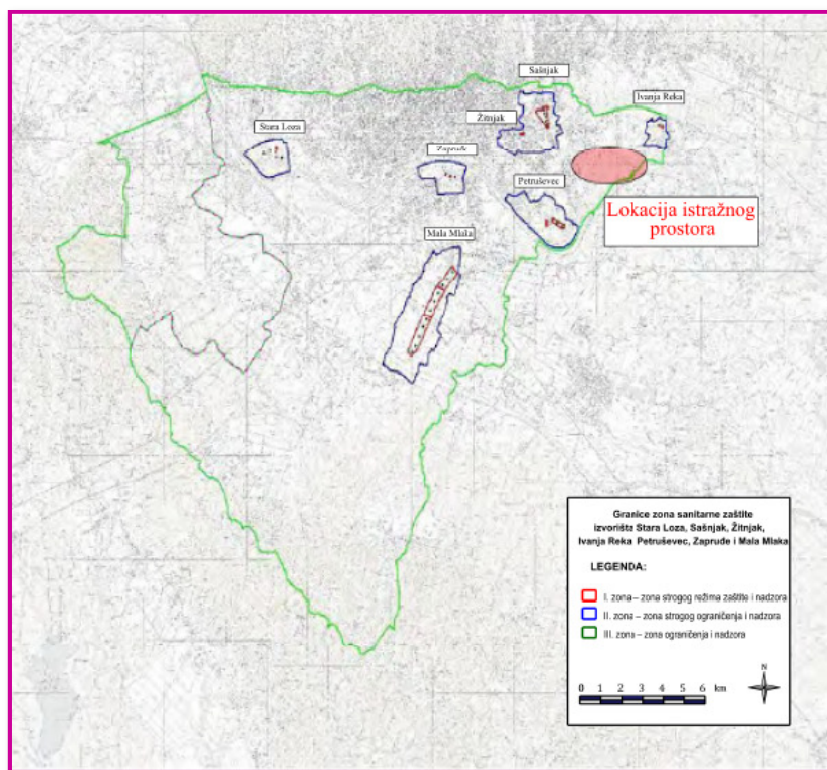 Sašnjak
Ivanja Reka
Žitnjak
Stara Loza
Zapruđe
Petruševec
Lokacija istražnog
prostora
Mala Mlaka
Granice zona sanitarne zaštite
izvorišta Stara Loza, Sašnjak, Žitnjak,
Ivanja Reka Petruševec, Zapruđe i Mala Mlaka
LEGENDA:
I. zona – zona strogog režima zaštite i nadzora
II. zona – zona strogog ograničenja i nadzora
III. zona – zona ograničenja i nadzora
N
0 1 2 3 4 5 6 km